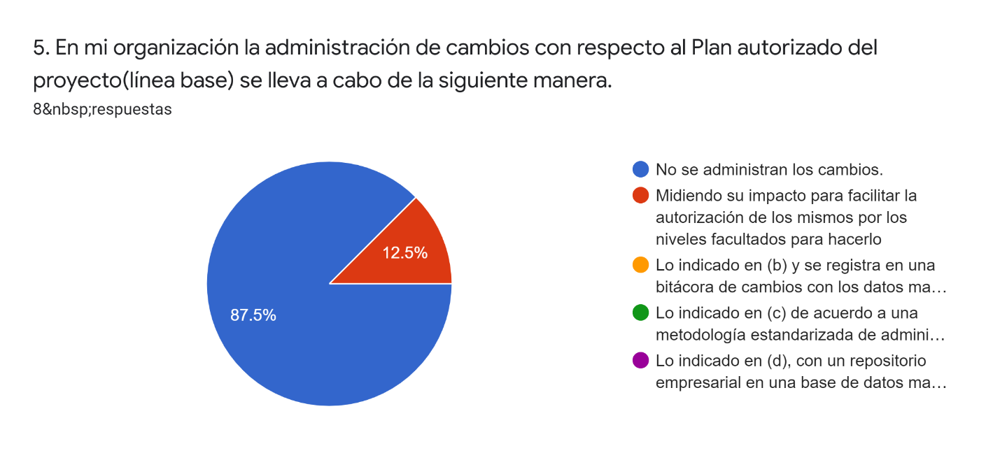 5. En mi organización la administración de cambios con respecto al Plan autorizado del
proyecto(línea base) se lleva a cabo de la siguiente manera.
8&nbsp;respuestas
12.5%
87.5%
No se administran los cambios.
Midiendo su impacto para facilitar la
autorización de los mismos por los
niveles facultados para hacerlo
Lo indicado en (b) y se registra en una
bitácora de cambios con los datos ma…
Lo indicado en (c) de acuerdo a una
metodología estandarizada de admini…
Lo indicado en (d), con un repositorio
empresarial en una base de datos ma…